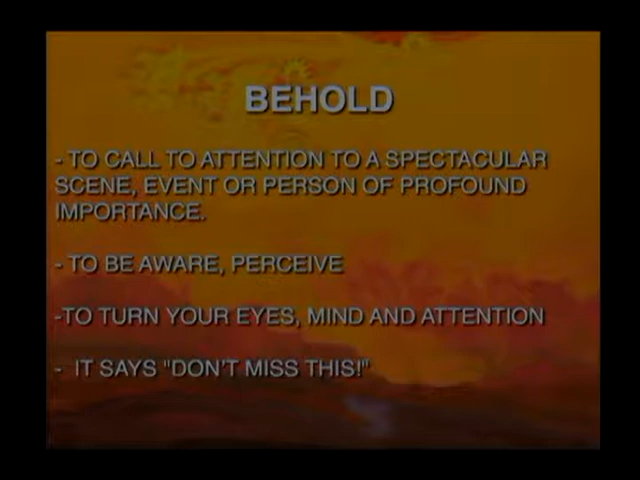 BEHOLD
- TO CALL TO ATTENTION TO A SPECTACULAR
SCENE, EVENT OR PERSON OF PROFOUND
IMPORTANCE.
- TO BE AWARE, PERCEIVE
-TO TURN YOUR EYES, MIND AND ATTENTION
- IT SAYS "DON'T MISS THIS!"